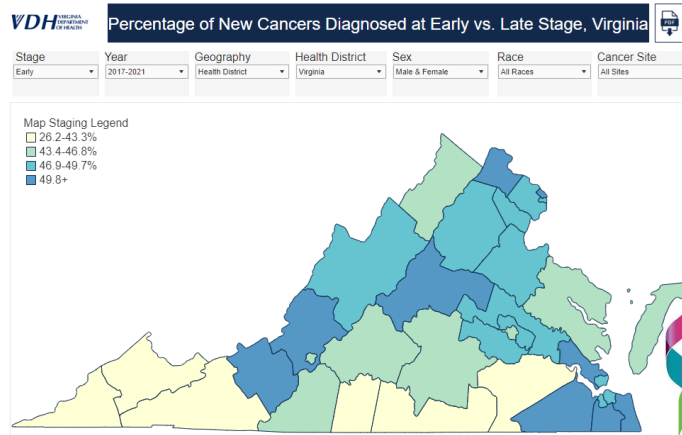 VDH VIRGINIA
DEPARTMENT
OF HEALTH
Percentage of New Cancers Diagnosed at Early vs. Late Stage, Virginia
PDF
Stage Year Geography Health District Sex Race Cancer Site
Early 2017-2021 Health District Virginia Male & Female All Races All Sites
Map Staging Legend
26.2-43.3%
43.4-46.8%
46.9-49.7%
49.8+